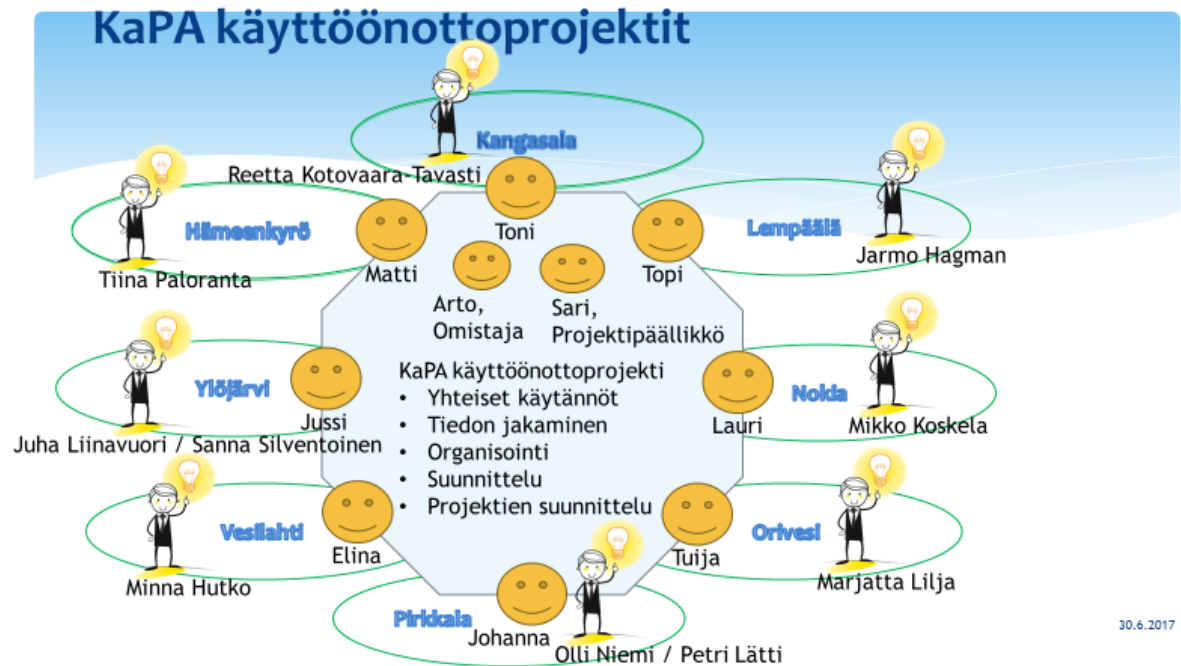 KaPA käyttöönottoprojektit
Kangasala
Reetta Kotovaara-Tavasti
Toni
Hämeenkyrö
Matti
Tiina Paloranta
Lempäälä
Topi
Jarmo Hagman
Arto,
Omistaja
Sari,
Projektipäällikkö
KaPA käyttöönottoprojekti
• Yhteiset käytännöt
• Tiedon jakaminen
• Organisointi
• Suunnittelu
• Projektien suunnittelu
Ylöjärvi
Jussi
Juha Liinavuori / Sanna Silventoinen
Nokia
Lauri
Mikko Koskela
Vesilahti
Elina
Minna Hutko
Orivesi
Tuija
Marjatta Lilja
Pirkkala
Johanna
Olli Niemi / Petri Lätti
30.6.2017